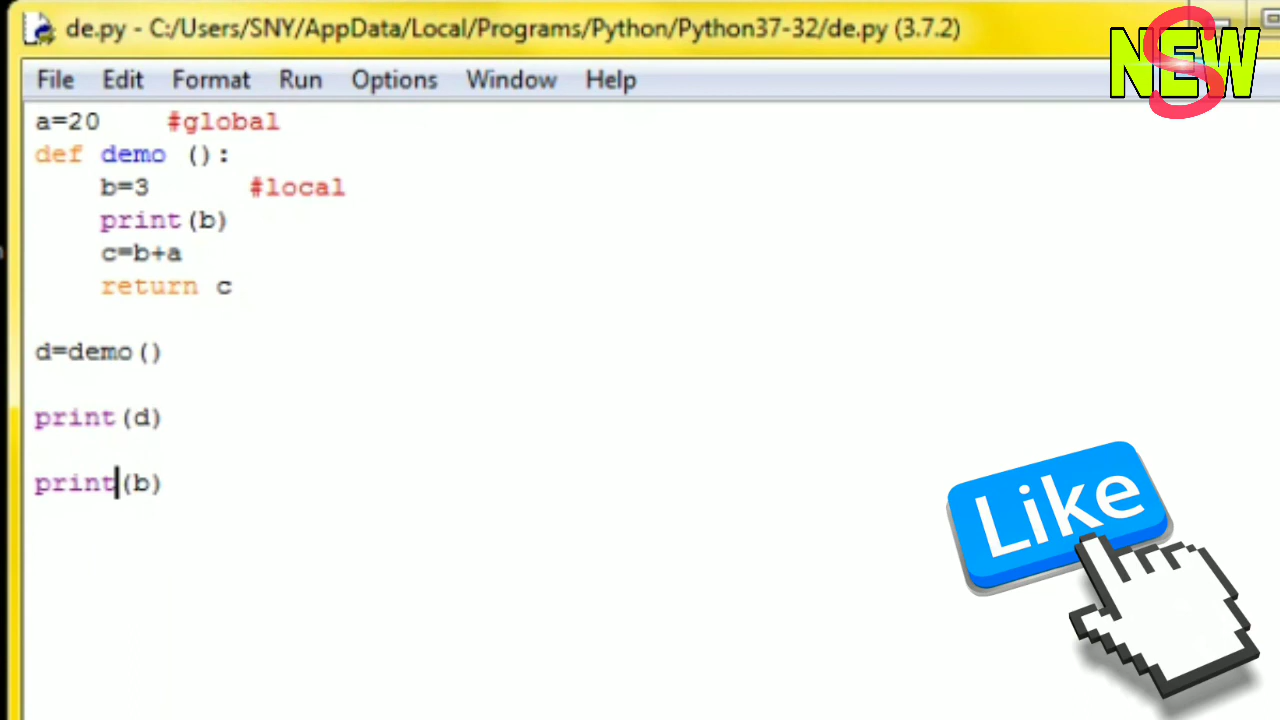 de.py - C:/Users/SNY/AppData/Local/Programs/Python/Python37-32/de.py (3.7.2)
NEW
S
File Edit Format Run Options Window Help
a=20    #global
def demo ():
    b=3      #local
    print(b)
    c=b+a
    return c
d=demo()
print(d)
print(b)
Like